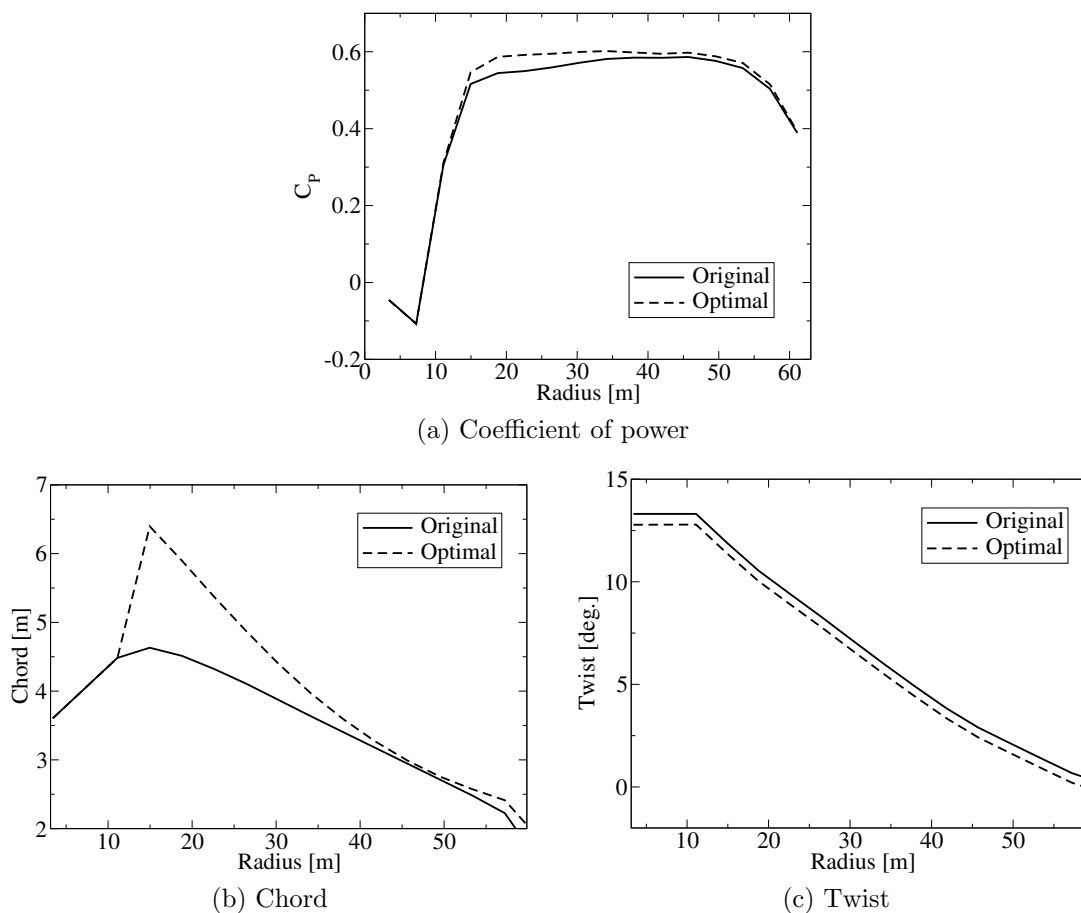 0.6
0.4
0.2
0
-0.2
C_P
Original
Optimal
0 10 20 30 40 50 60
Radius [m]
(a) Coefficient of power
7
6
5
4
3
2
Chord [m]
Original
Optimal
10 20 30 40 50
Radius [m]
(b) Chord
15
10
5
0
Twist [deg.]
Original
Optimal
10 20 30 40 50
Radius [m]
(c) Twist